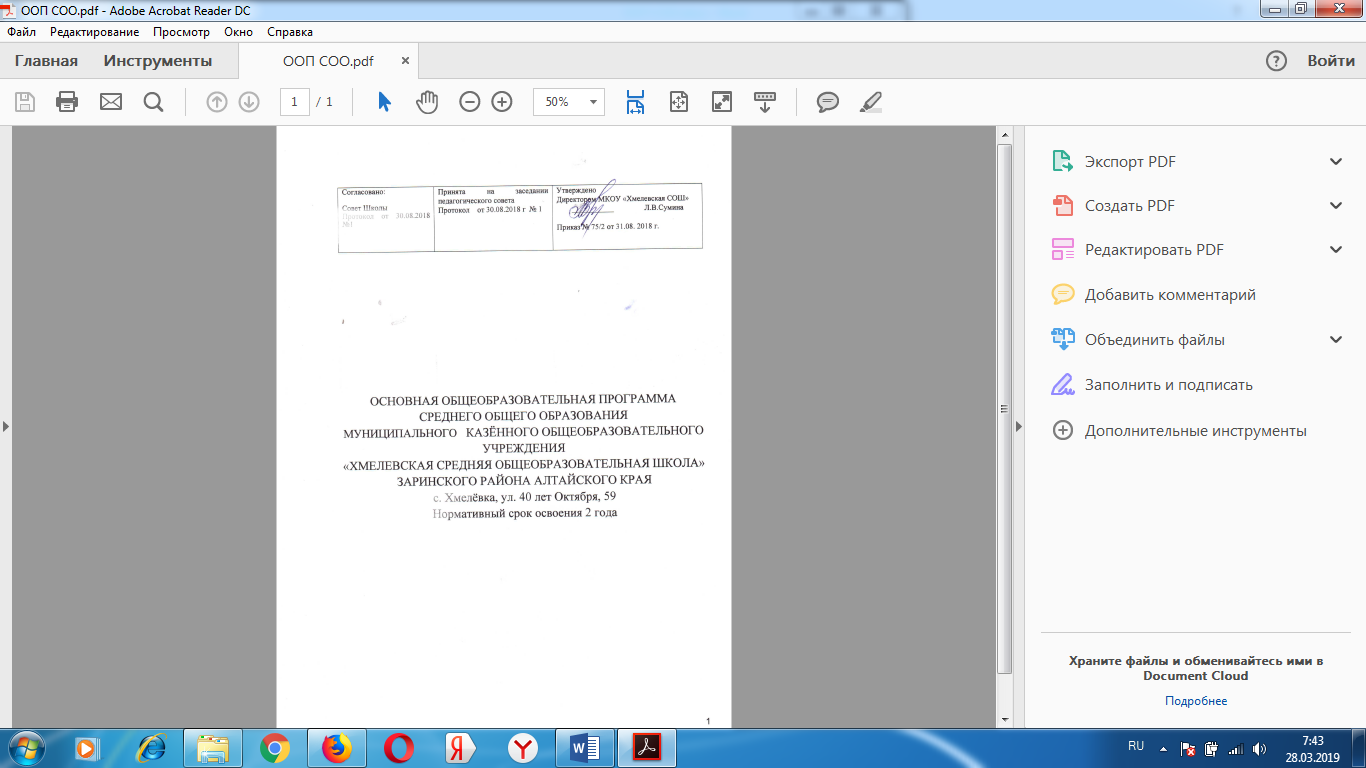 ООП СОО.pdf - Adobe Acrobat Reader DC
Файл Редактирование Просмотр Окно Справка
Главная Инструменты ООП СОО.pdf × Войти
1 / 1 50%
Согласовано:
Совет Школы
Протокол от 30.08.2018
№1
Принята на заседании
педагогического совета
Протокол от 30.08.2018 г № 1
Утверждено
Директором МКОУ «Хмелевская СОШ»
Л.В.Сумина
Приказ № 75/2 от 31.08. 2018 г.
ОСНОВНАЯ ОБЩЕОБРАЗОВАТЕЛЬНАЯ ПРОГРАММА
СРЕДНЕГО ОБЩЕГО ОБРАЗОВАНИЯ
МУНИЦИПАЛЬНОГО КАЗЁННОГО ОБЩЕОБРАЗОВАТЕЛЬНОГО
УЧРЕЖДЕНИЯ
«ХМЕЛЕВСКАЯ СРЕДНЯЯ ОБЩЕОБРАЗОВАТЕЛЬНАЯ ШКОЛА»
ЗАРИНСКОГО РАЙОНА АЛТАЙСКОГО КРАЯ
с. Хмелёвка, ул. 40 лет Октября, 59
Нормативный срок освоения 2 года
1
Экспорт PDF
Создать PDF
Редактировать PDF
Добавить комментарий
Объединить файлы
Заполнить и подписать
Дополнительные инструменты
Храните файлы и обменивайтесь ими в
Document Cloud
Подробнее
RU
7:43
28.03.2019